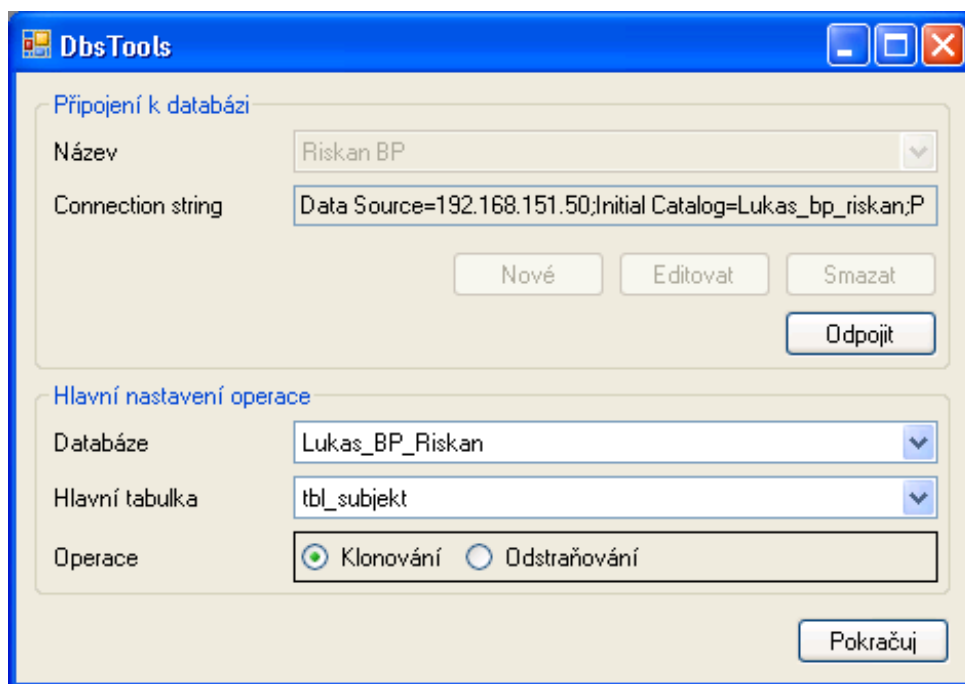 DbsTools
Připojení k databázi
Název Riskan BP
Connection string Data Source=192.168.151.50;Initial Catalog=Lukas_bp_riskan;P
Nové Editovat Smazat
Odpojit
Hlavní nastavení operace
Databáze Lukas_BP_Riskan
Hlavní tabulka tbl_subjekt
Operace Klonování Odstraňování
Pokračuj